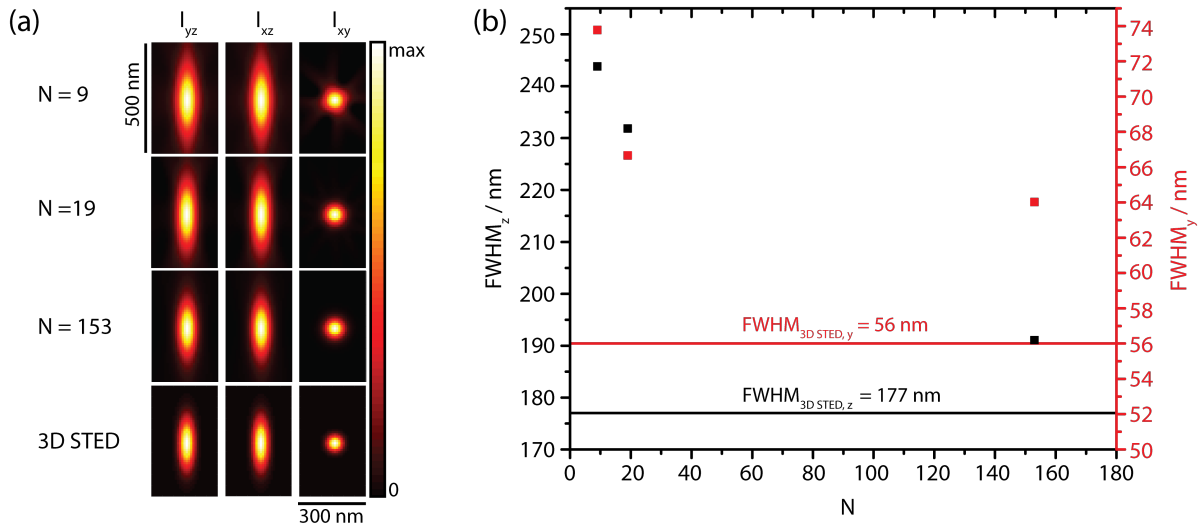 (a)
I_yz I_xz I_xy
N = 9
N =19
N = 153
3D STED
500 nm
300 nm
max
0
(b)
FWHM_z / nm
250
240
230
220
210
200
190
180
170
FWHM_3D STED, y = 56 nm
FWHM_3D STED, z = 177 nm
0 20 40 60 80 100 120 140 160 180
N
74
72
70
68
66
64
62
60
58
56
54
52
50
FWHM_y / nm